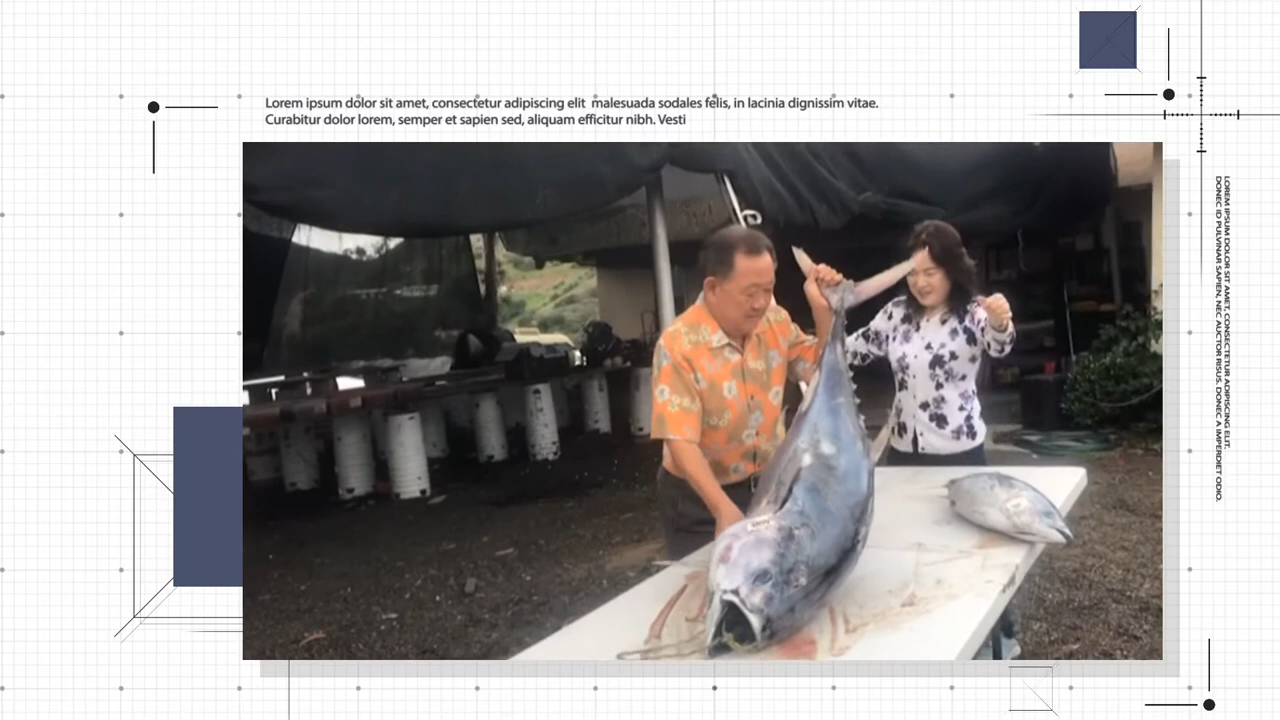 Lorem ipsum dolor sit amet, consectetur adipiscing elit  malesuada sodales felis, in lacinia dignissim vitae.
Curabitur dolor lorem, semper et sapien sed, aliquam efficitur nibh. Vesti
LOREM IPSUM DOLOR SIT AMET, CONSECTETUR ADIPISCING ELIT.
DONEC ID PULVINAR SAPIEN, NEC AUCTOR RISUS. DONEC A IMPERDIET ODIO.